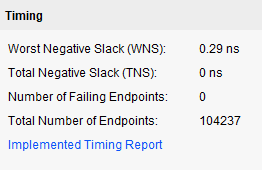 Timing
Worst Negative Slack (WNS): 0.29 ns
Total Negative Slack (TNS): 0 ns
Number of Failing Endpoints: 0
Total Number of Endpoints: 104237
Implemented Timing Report